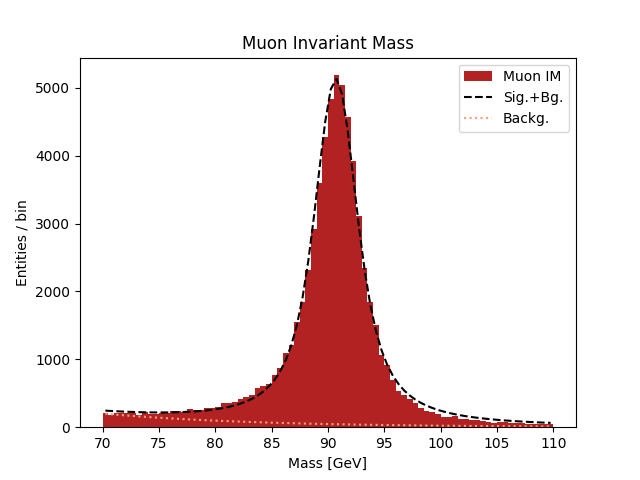 Muon Invariant Mass
Muon IM
Sig.+Bg.
Backg.
5000
4000
3000
2000
1000
0
Entities / bin
70 75 80 85 90 95 100 105 110
Mass [GeV]